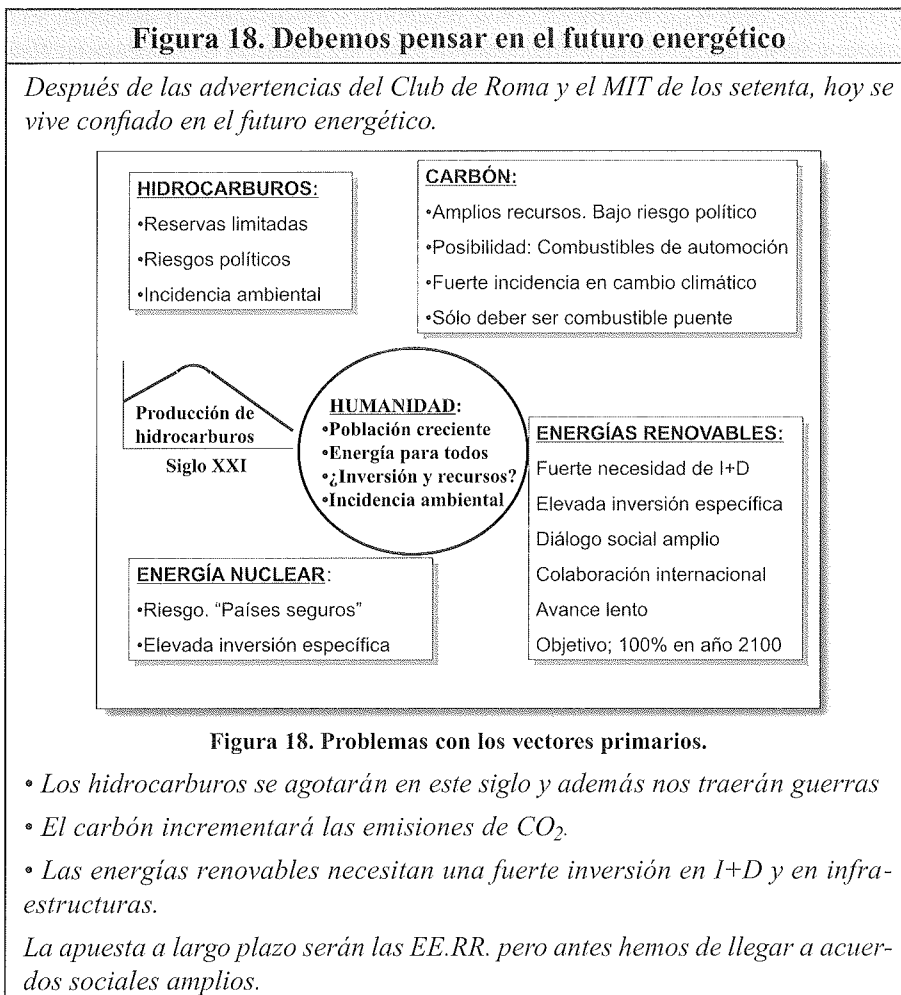 Figura 18. Debemos pensar en el futuro energético
Después de las advertencias del Club de Roma y el MIT de los setenta, hoy se
vive confiado en el futuro energético.
HIDROCARBUROS:
•Reservas limitadas
•Riesgos políticos
•Incidencia ambiental
CARBÓN:
•Amplios recursos. Bajo riesgo político
•Posibilidad: Combustibles de automoción
•Fuerte incidencia en cambio climático
•Sólo deber ser combustible puente
Producción de
hidrocarburos
Siglo XXI
HUMANIDAD:
•Población creciente
•Energía para todos
•¿Inversión y recursos?
•Incidencia ambiental
ENERGÍAS RENOVABLES:
Fuerte necesidad de I+D
Elevada inversión específica
Diálogo social amplio
Colaboración internacional
Avance lento
Objetivo; 100% en año 2100
ENERGÍA NUCLEAR:
•Riesgo. “Países seguros”
•Elevada inversión específica
Figura 18. Problemas con los vectores primarios.
• Los hidrocarburos se agotarán en este siglo y además nos traerán guerras
• El carbón incrementará las emisiones de CO₂.
• Las energías renovables necesitan una fuerte inversión en I+D y en infra-
estructuras.
La apuesta a largo plazo serán las EE.RR. pero antes hemos de llegar a acuer-
dos sociales amplios.